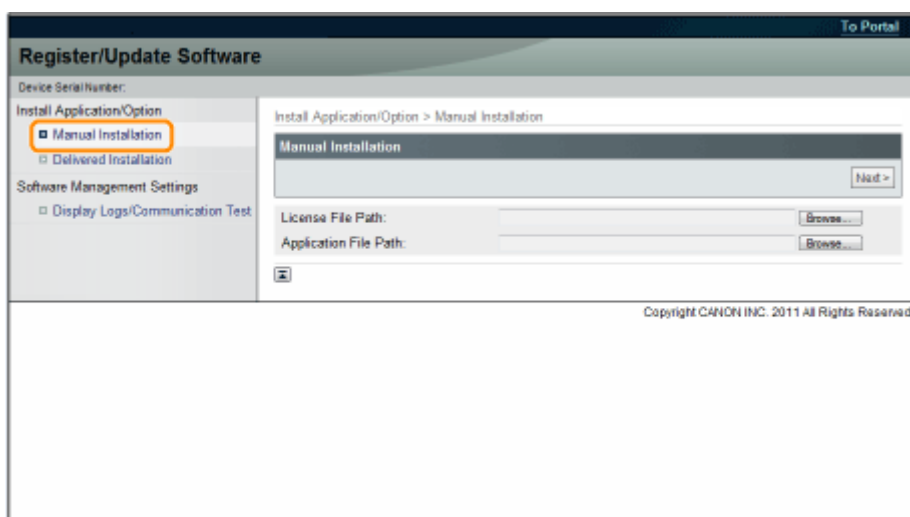 To Portal
Register/Update Software
Device Serial Number:
Install Application/Option
Manual Installation
Delivered Installation
Software Management Settings
Display Logs/Communication Test
Install Application/Option > Manual Installation
Manual Installation
Next >
License File Path:
Browse...
Application File Path:
Browse...
Copyright CANON INC. 2011 All Rights Reserved